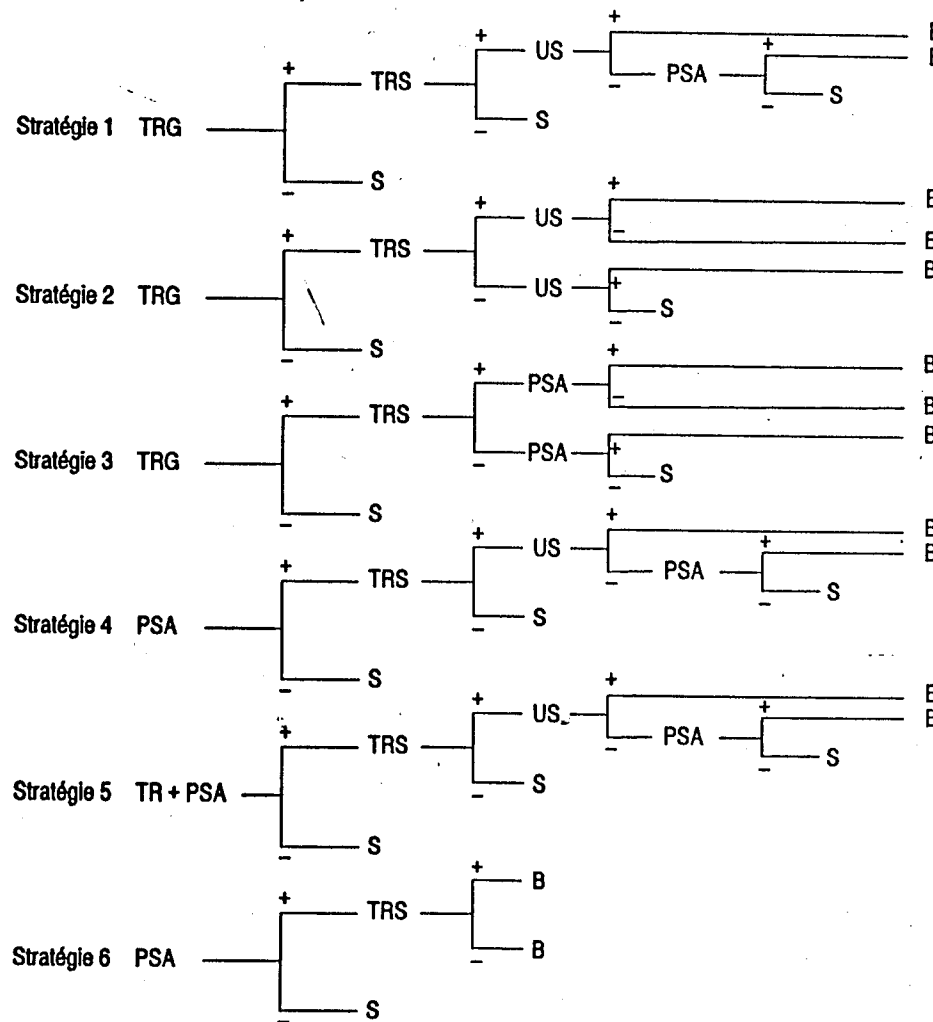 +
+ US +
+ TRS − PSA − S
− S
Stratégie 1 TRG
− S
+
+ US −
+ TRS
− US + B
Stratégie 2 TRG
− S
− S
+ B
+ PSA − B
+ TRS
− PSA + B
Stratégie 3 TRG
− S
− S
+ B
+ US + B
+ TRS − PSA − S
− S
Stratégie 4 PSA
− S
+
+ US + B
+ TRS − PSA − S
− S
Stratégie 5 TR + PSA
− S
+ B
+ TRS
− B
Stratégie 6 PSA
− S